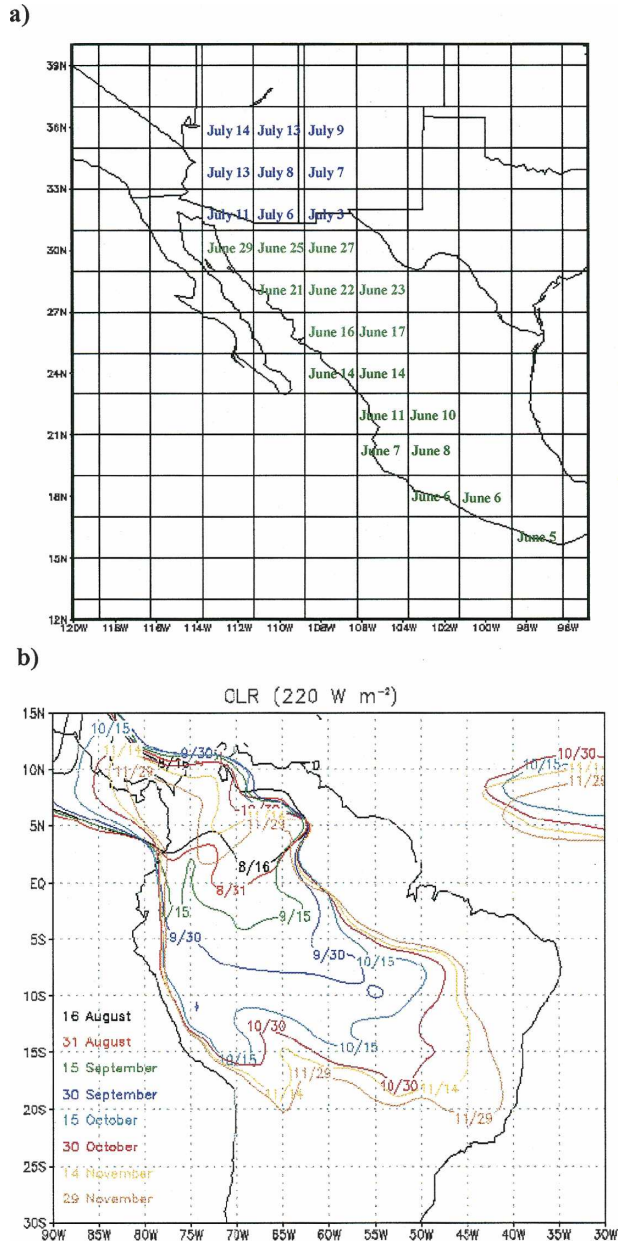 a)
39N
36N
July 14 July 13 July 9
33N
July 13 July 8 July 7
July 11 July 6 July 3
30N
June 29 June 25 June 27
27N
June 21 June 22 June 23
June 16 June 17
24N
June 14 June 14
21N
June 11 June 10
June 7 June 8
18N
June 6 June 6
15N
June 5
12N
120W 118W 116W 114W 112W 110W 108W 106W 104W 102W 100W 98W 96W
b)
OLR (220 W m⁻²)
15N
10/15 11/14 8/16 9/30 10/30
10/15 11/14
10N
11/29 11/29
10/30
11/14
5N
11/29
8/16
EQ
8/31
15 9/15
5S
9/30 9/30
10/15
10S
16 August
31 August
10/30
15S
10/15 10/15
15 September
11/29 10/30 11/14
30 September
11/14
20S
11/29
15 October
30 October
25S
14 November
29 November
30S
90W 85W 80W 75W 70W 65W 60W 55W 50W 45W 40W 35W 30W